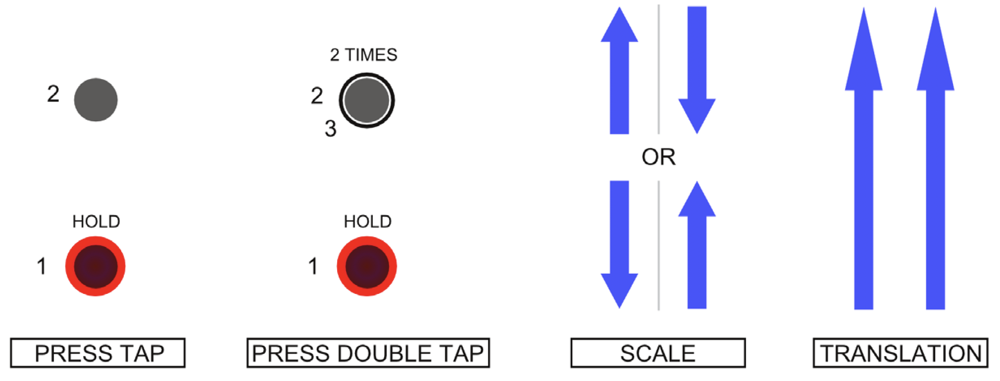 2
HOLD
1
PRESS TAP
2 TIMES
2
3
HOLD
1
PRESS DOUBLE TAP
OR
SCALE
TRANSLATION